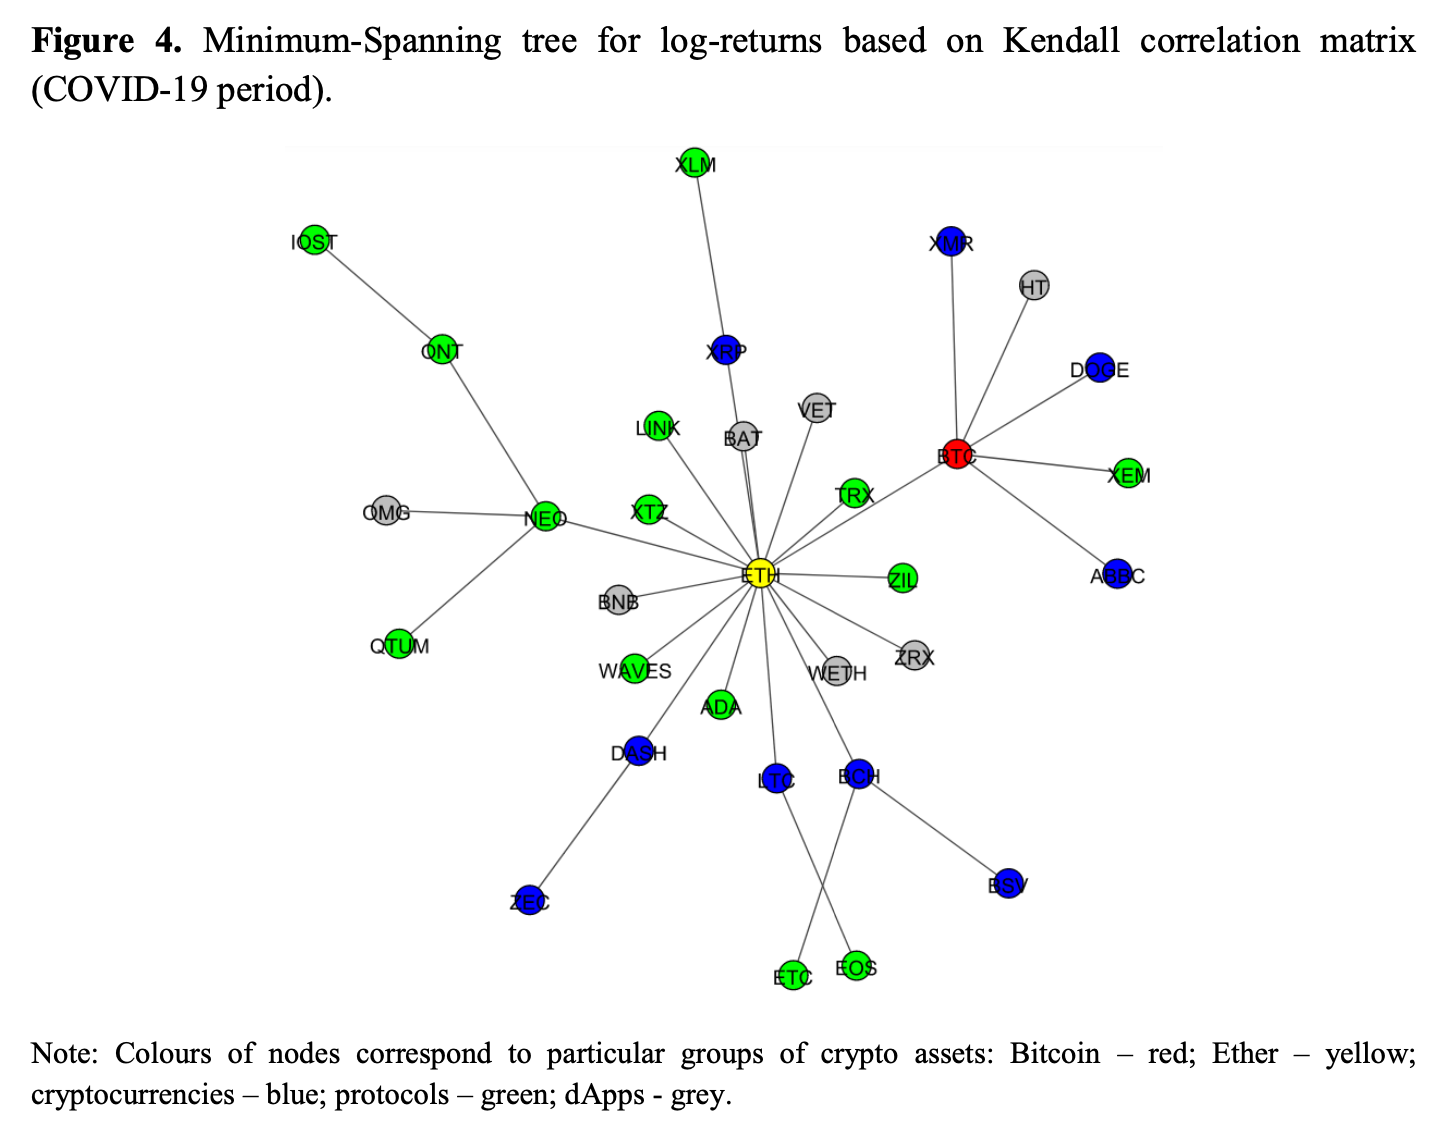 Figure 4. Minimum-Spanning tree for log-returns based on Kendall correlation matrix
(COVID-19 period).
XLM
IOST
XMR
HT
ONT
XRP
DOGE
VET
LINK
BAT
BTC
XEM
TRX
OMG
NEO
XTZ
ETH
ZIL
ABBC
BNB
QTUM
WAVES
WETH
ZRX
ADA
DASH
LTC
BCH
ZEC
BSV
ETC
EOS
Note: Colours of nodes correspond to particular groups of crypto assets: Bitcoin – red; Ether – yellow;
cryptocurrencies – blue; protocols – green; dApps - grey.